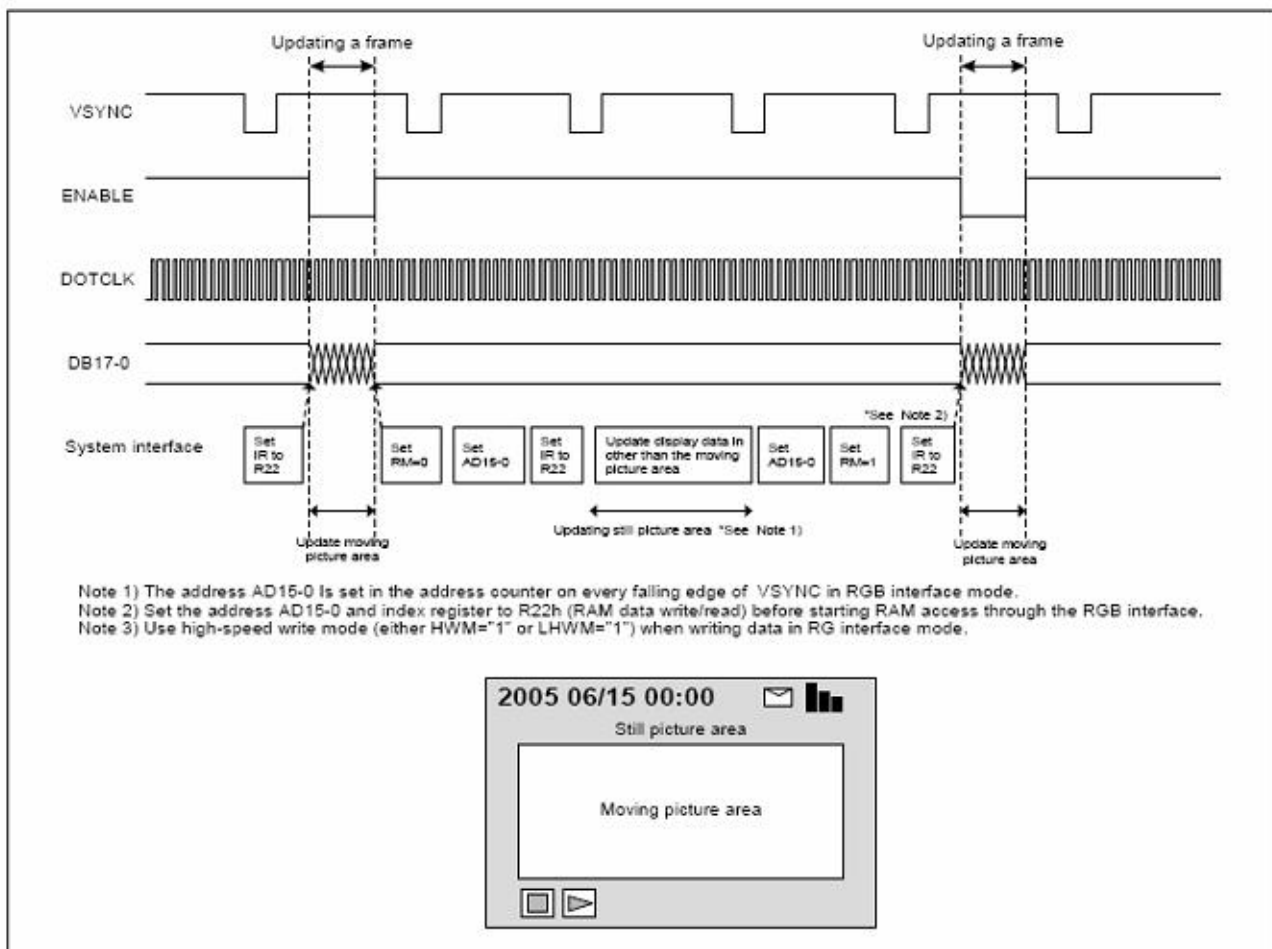 Updating a frame
Updating a frame
VSYNC
ENABLE
DOTCLK
DB17-0
*See Note 2)
System interface
Set
IR to
R22
Set
RM=0
Set
AD15-0
Set
IR to
R22
Update display data in
other than the moving
picture area
Set
AD15-0
Set
RM=1
Set
IR to
R22
Update moving
picture area
Updating still picture area *See Note 1)
Update moving
picture area
Note 1) The address AD15-0 Is set in the address counter on every falling edge of VSYNC in RGB interface mode.
Note 2) Set the address AD15-0 and index register to R22h (RAM data write/read) before starting RAM access through the RGB interface.
Note 3) Use high-speed write mode (either HWM="1" or LHWM="1") when writing data in RG interface mode.
2005 06/15 00:00
Still picture area
Moving picture area